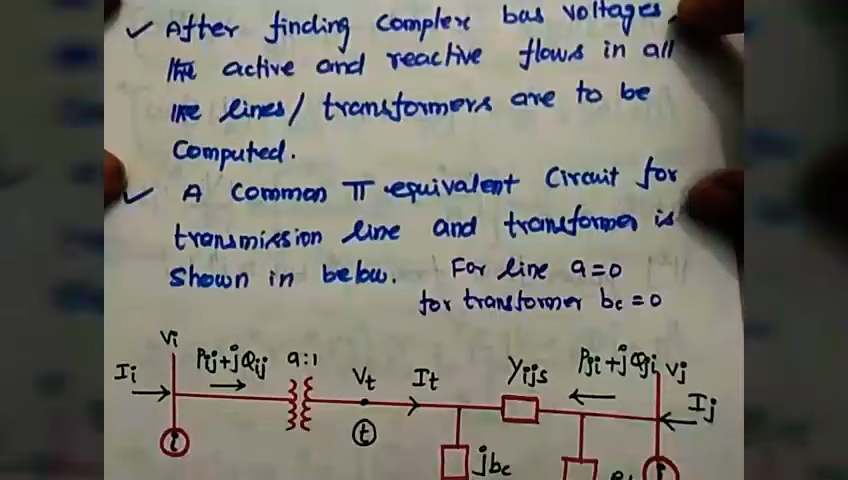 ✓ After finding complex bus voltages,
the active and reactive flows in all
the lines/transformers are to be
computed.
✓ A common π equivalent circuit for
transmission line and transformer is
shown in below. For line a=0
for transformer bc=0
Vi
Ii Pij+jQij a:1 Vt It Yijs Pji+jQji Vj Ij
t
i jbc